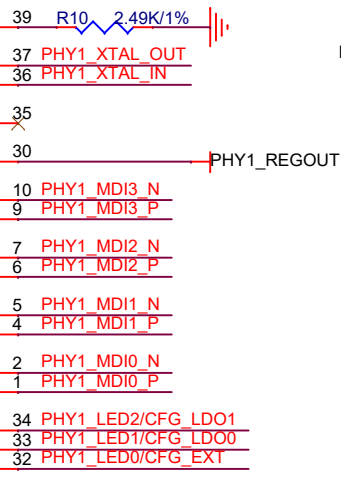 39 R10 2.49K/1%
37 PHY1_XTAL_OUT
36 PHY1_XTAL_IN
35
30 PHY1_REGOUT
10 PHY1_MDI3_N
9 PHY1_MDI3_P
7 PHY1_MDI2_N
6 PHY1_MDI2_P
5 PHY1_MDI1_N
4 PHY1_MDI1_P
2 PHY1_MDI0_N
1 PHY1_MDI0_P
34 PHY1_LED2/CFG_LDO1
33 PHY1_LED1/CFG_LDO0
32 PHY1_LED0/CFG_EXT